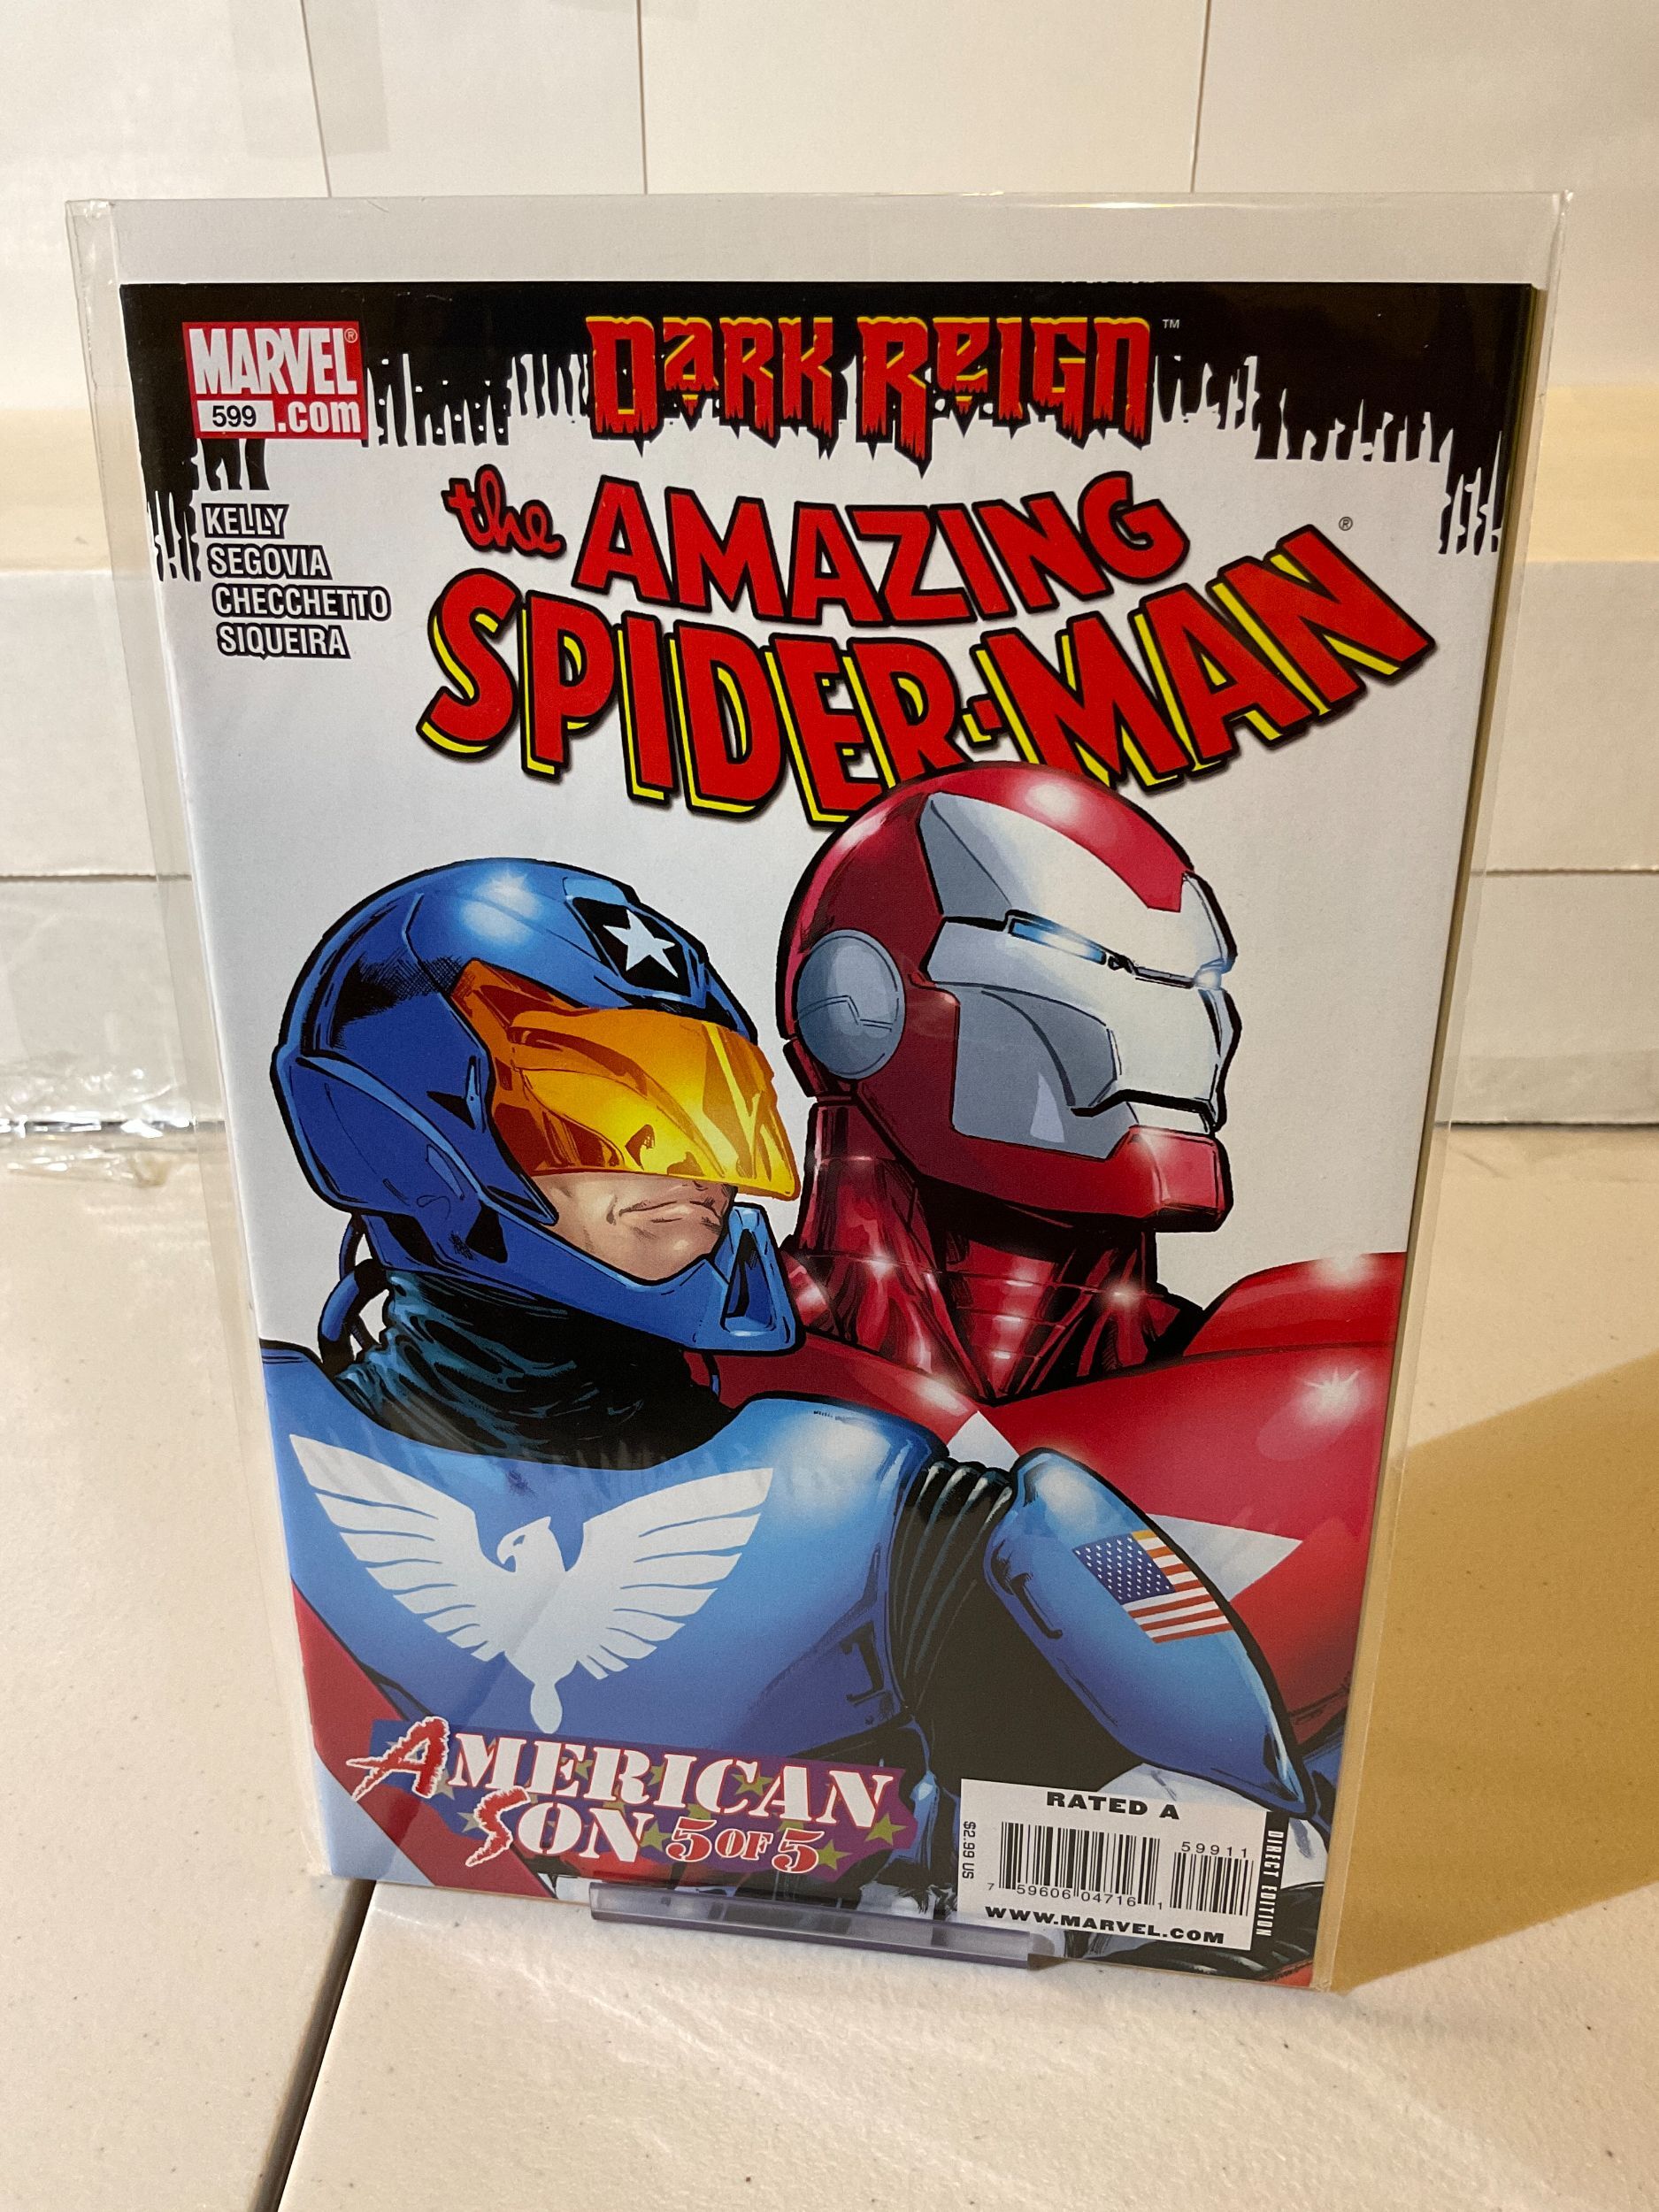 MARVEL®
599 .com
DARK REIGN™
KELLY
SEGOVIA
CHECCHETTO
SIQUEIRA
the AMAZING
SPIDER-MAN®
AMERICAN
SON 5 OF 5
RATED A
$2.99 US
59911
7 59606 04716 1
DIRECT EDITION
WWW.MARVEL.COM